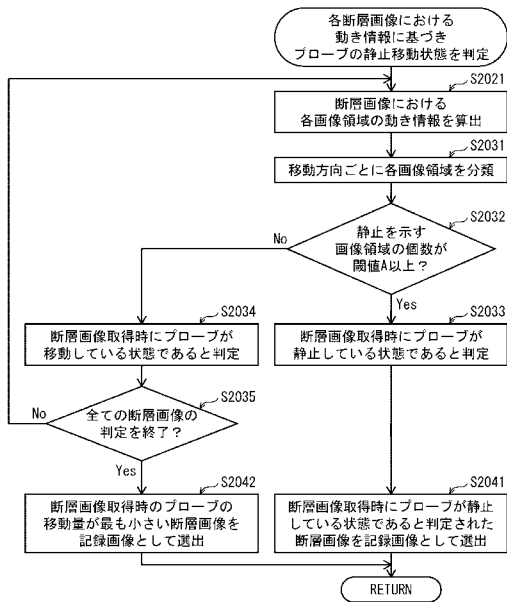 各断層画像における
動き情報に基づき
プローブの静止移動状態を判定
S2021
断層画像における
各画像領域の動き情報を算出
S2031
移動方向ごとに各画像領域を分類
S2032
静止を示す
画像領域の個数が
閾値A以上？
No
Yes
S2034
断層画像取得時にプローブが
移動している状態であると判定
S2033
断層画像取得時にプローブが
静止している状態であると判定
S2035
全ての断層画像の
判定を終了？
No
Yes
S2042
断層画像取得時のプローブの
移動量が最も小さい断層画像を
記録画像として選出
S2041
断層画像取得時にプローブが静止
している状態であると判定された
断層画像を記録画像として選出
RETURN